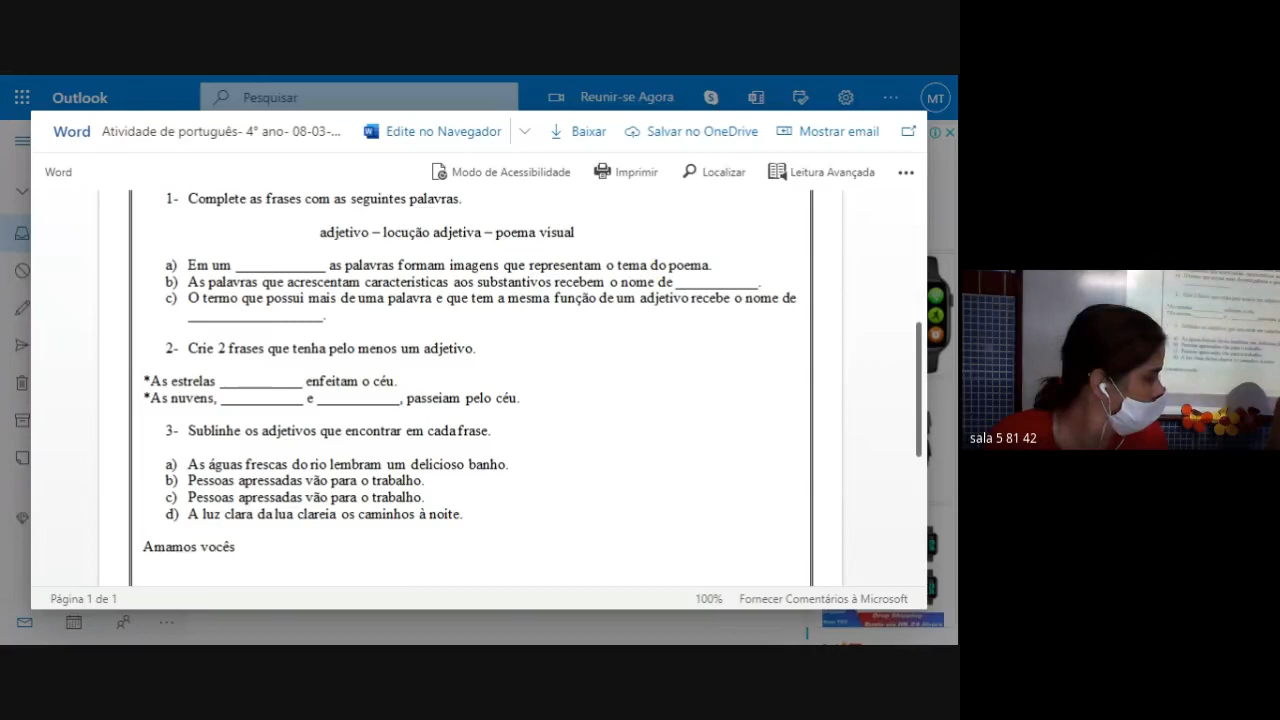 Outlook
Pesquisar
Reunir-se Agora
MT
Word
Atividade de português- 4° ano- 08-03-...
Edite no Navegador
Baixar
Salvar no OneDrive
Mostrar email
Word
Modo de Acessibilidade
Imprimir
Localizar
Leitura Avançada
1- Complete as frases com as seguintes palavras.
adjetivo – locução adjetiva – poema visual
a) Em um ____________ as palavras formam imagens que representam o tema do poema.
b) As palavras que acrescentam características aos substantivos recebem o nome de ___________.
c) O termo que possui mais de uma palavra e que tem a mesma função de um adjetivo recebe o nome de
__________________.
2- Crie 2 frases que tenha pelo menos um adjetivo.
*As estrelas ___________ enfeitam o céu.
*As nuvens, ___________ e ___________, passeiam pelo céu.
3- Sublinhe os adjetivos que encontrar em cada frase.
a) As águas frescas do rio lembram um delicioso banho.
b) Pessoas apressadas vão para o trabalho.
c) Pessoas apressadas vão para o trabalho.
d) A luz clara da lua clareia os caminhos à noite.
Amamos vocês
Página 1 de 1
100%
Fornecer Comentários à Microsoft
sala 5 81 42